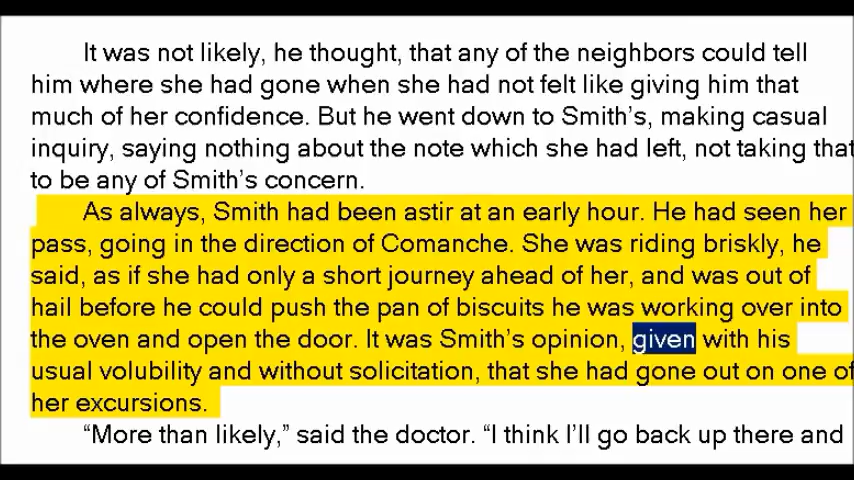 It was not likely, he thought, that any of the neighbors could tell
him where she had gone when she had not felt like giving him that
much of her confidence. But he went down to Smith's, making casual
inquiry, saying nothing about the note which she had left, not taking that
to be any of Smith's concern.
As always, Smith had been astir at an early hour. He had seen her
pass, going in the direction of Comanche. She was riding briskly, he
said, as if she had only a short journey ahead of her, and was out of
hail before he could push the pan of biscuits he was working over into
the oven and open the door. It was Smith's opinion, given with his
usual volubility and without solicitation, that she had gone out on one of
her excursions.
“More than likely,” said the doctor. “I think I'll go back up there and